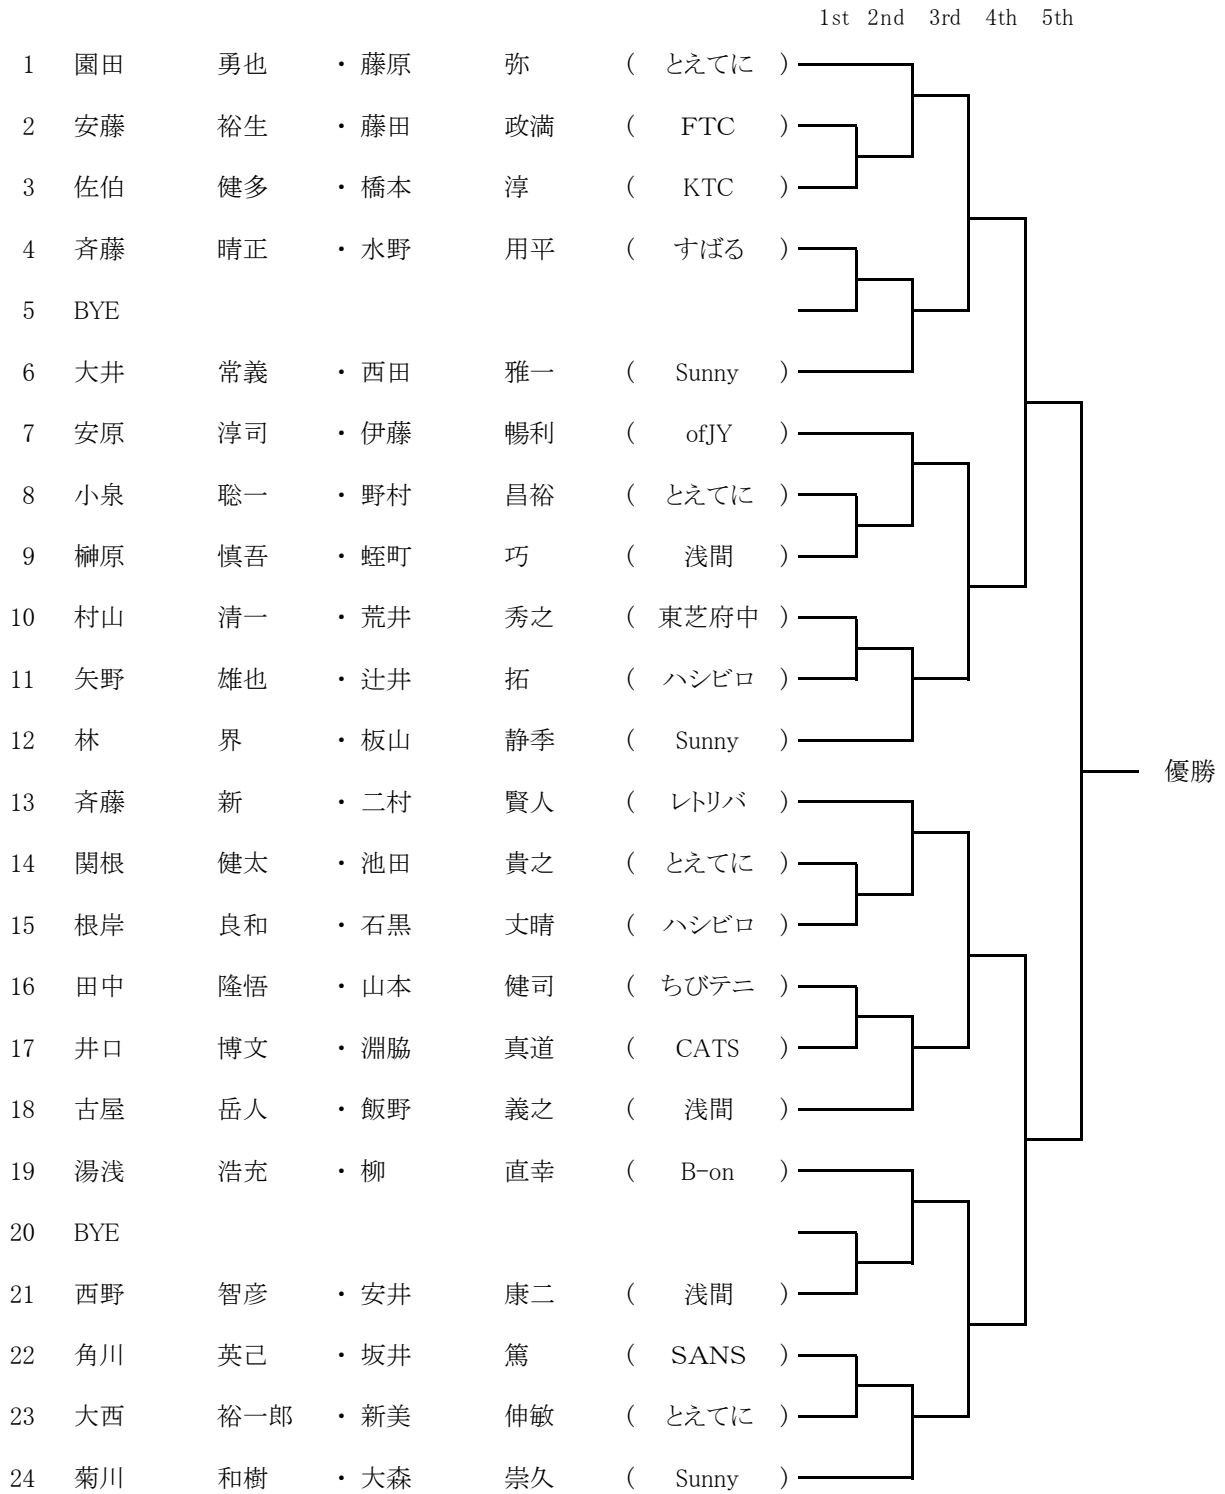 1st 2nd 3rd 4th 5th
1 園田 勇也 ・ 藤原 弥 ( とえてに )
2 安藤 裕生 ・ 藤田 政満 ( FTC )
3 佐伯 健多 ・ 橋本 淳 ( KTC )
4 斉藤 晴正 ・ 水野 用平 ( すばる )
5 BYE
6 大井 常義 ・ 西田 雅一 ( Sunny )
7 安原 淳司 ・ 伊藤 暢利 ( ofJY )
8 小泉 聡一 ・ 野村 昌裕 ( とえてに )
9 榊原 慎吾 ・ 蛭町 巧 ( 浅間 )
10 村山 清一 ・ 荒井 秀之 ( 東芝府中 )
11 矢野 雄也 ・ 辻井 拓 ( ハシビロ )
12 林 界 ・ 板山 静季 ( Sunny )
優勝
13 斉藤 新 ・ 二村 賢人 ( レトリバ )
14 関根 健太 ・ 池田 貴之 ( とえてに )
15 根岸 良和 ・ 石黒 丈晴 ( ハシビロ )
16 田中 隆悟 ・ 山本 健司 ( ちびテニ )
17 井口 博文 ・ 淵脇 真道 ( CATS )
18 古屋 岳人 ・ 飯野 義之 ( 浅間 )
19 湯浅 浩充 ・ 柳 直幸 ( B-on )
20 BYE
21 西野 智彦 ・ 安井 康二 ( 浅間 )
22 角川 英己 ・ 坂井 篤 ( SANS )
23 大西 裕一郎 ・ 新美 伸敏 ( とえてに )
24 菊川 和樹 ・ 大森 崇久 ( Sunny )